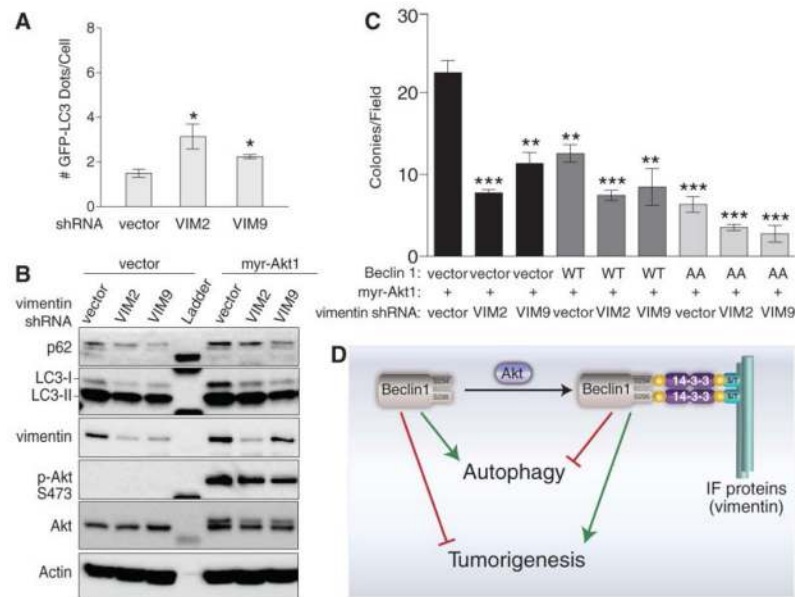 A
# GFP-LC3 Dots/Cell
8
6
4
2
0
*
*
shRNA vector VIM2 VIM9
B
vector myr-Akt1
vimentin shRNA
vector VIM2 VIM9 Ladder vector VIM2 VIM9
p62
LC3-I
LC3-II
vimentin
p-Akt
S473
Akt
Actin
C
Colonies/Field
30
20
10
0
*** ** ** *** ** *** *** ***
Beclin 1: vector vector vector WT WT WT AA AA AA
myr-Akt1: + + + + + + + + +
vimentin shRNA: vector VIM2 VIM9 vector VIM2 VIM9 vector VIM2 VIM9
D
Akt
Beclin1 S234 S295
Beclin1 S234 S295 14-3-3 S/T
14-3-3 S/T
Autophagy
IF proteins
(vimentin)
Tumorigenesis